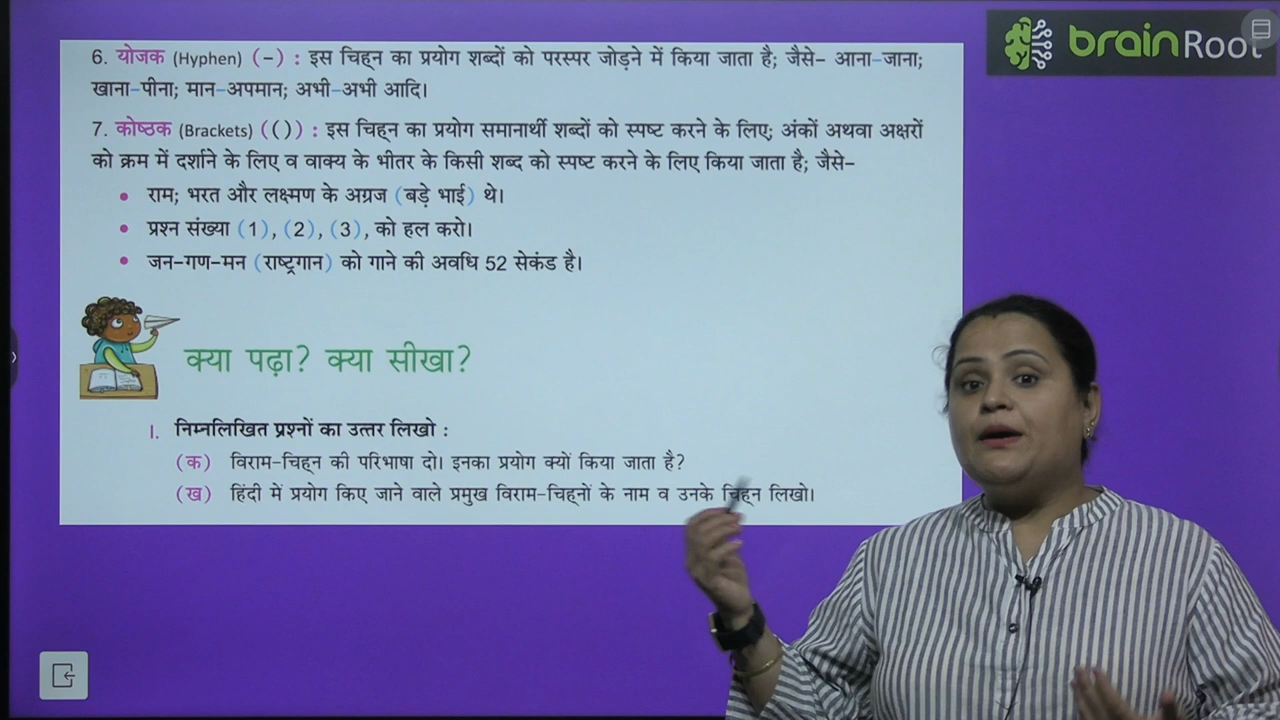 brainRoot
6. योजक (Hyphen) (-) : इस चिह्‌न का प्रयोग शब्दों को परस्पर जोड़ने में किया जाता है; जैसे- आना-जाना;
खाना-पीना; मान-अपमान; अभी-अभी आदि।
7. कोष्ठक (Brackets) (()) : इस चिह्‌न का प्रयोग समानार्थी शब्दों को स्पष्ट करने के लिए; अंकों अथवा अक्षरों
को क्रम में दर्शाने के लिए व वाक्य के भीतर के किसी शब्द को स्पष्ट करने के लिए किया जाता है; जैसे-
• राम; भरत और लक्ष्मण के अग्रज (बड़े भाई) थे।
• प्रश्न संख्या (1), (2), (3), को हल करो।
• जन-गण-मन (राष्ट्रगान) को गाने की अवधि 52 सेकंड है।
क्या पढ़ा? क्या सीखा?
I. निम्नलिखित प्रश्नों का उत्तर लिखो :
(क) विराम-चिह्‌न की परिभाषा दो। इनका प्रयोग क्यों किया जाता है?
(ख) हिंदी में प्रयोग किए जाने वाले प्रमुख विराम-चिह्‌नों के नाम व उनके चिह्‌न लिखो।